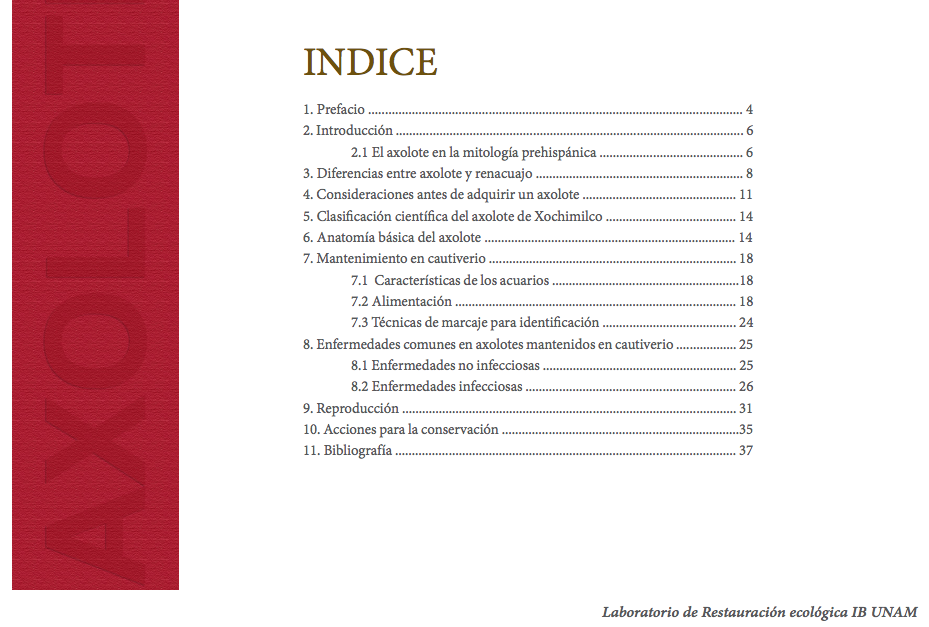 AXOLOTL
INDICE
1. Prefacio ................................................................................................................. 4
2. Introducción ......................................................................................................... 6
2.1 El axolote en la mitología prehispánica ........................................... 6
3. Diferencias entre axolote y renacuajo .............................................................. 8
4. Consideraciones antes de adquirir un axolote .............................................. 11
5. Clasificación científica del axolote de Xochimilco ....................................... 14
6. Anatomía básica del axolote ............................................................................ 14
7. Mantenimiento en cautiverio .......................................................................... 18
7.1 Características de los acuarios ........................................................18
7.2 Alimentación ..................................................................................... 18
7.3 Técnicas de marcaje para identificación ........................................ 24
8. Enfermedades comunes en axolotes mantenidos en cautiverio .................. 25
8.1 Enfermedades no infecciosas .......................................................... 25
8.2 Enfermedades infecciosas ............................................................... 26
9. Reproducción ..................................................................................................... 31
10. Acciones para la conservación .......................................................................35
11. Bibliografía ....................................................................................................... 37
Laboratorio de Restauración ecológica IB UNAM